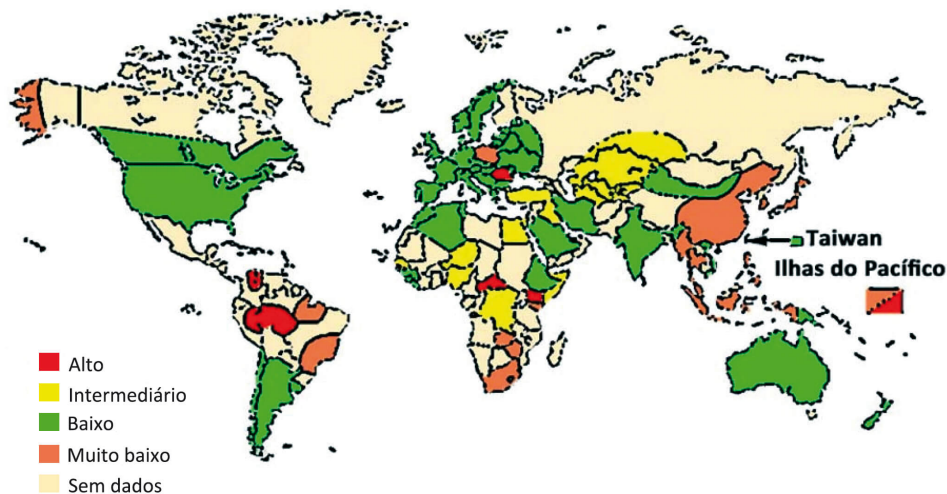 Taiwan
Ilhas do Pacífico
Alto
Intermediário
Baixo
Muito baixo
Sem dados